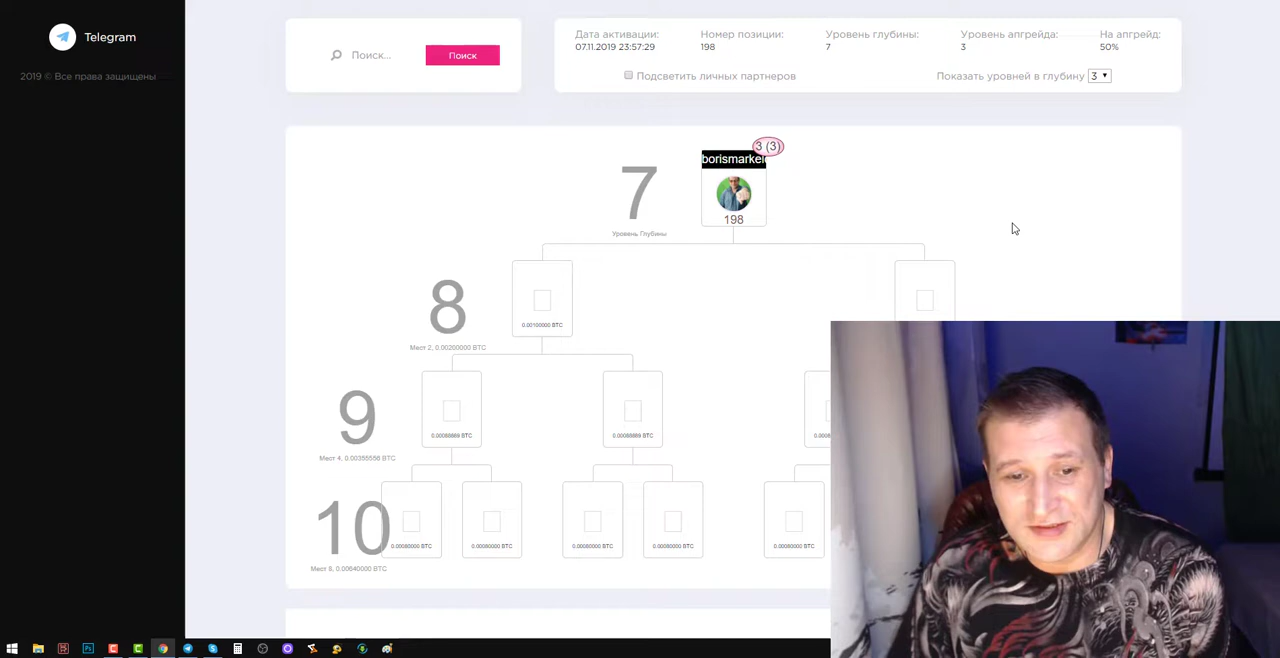 Telegram
2019 © Все права защищены
Поиск...
Поиск
Дата активации:
07.11.2019 23:57:29
Номер позиции:
198
Уровень глубины:
7
Уровень апгрейда:
3
На апгрейд:
50%
Подсветить личных партнеров
Показать уровней в глубину 3
3 (3)
borismarkel
198
7
Уровень Глубины
8
Мест 2, 0.00200000 BTC
0.00100000 BTC
9
Мест 4, 0.00355556 BTC
0.00088889 BTC
0.00088889 BTC
0.000
10
Мест 8, 0.00640000 BTC
0.00080000 BTC
0.00080000 BTC
0.00080000 BTC
0.00080000 BTC
0.00080000 BTC